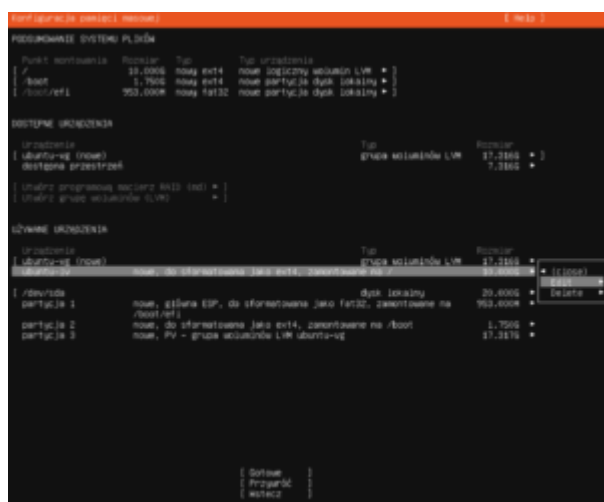 Konfiguracja pamięci masowej [ Help ]
PODSUMOWANIE SYSTEMU PLIKÓW
Punkt montowania Rozmiar Typ Typ urządzenia
[ / 10.000G nowy ext4 nowe logiczny wolumin LVM ▸ ]
[ /boot 1.750G nowy ext4 nowe partycja dysk lokalny ▸ ]
[ /boot/efi 953.000M nowy fat32 nowe partycja dysk lokalny ▸ ]
DOSTĘPNE URZĄDZENIA
Urządzenie Typ Rozmiar
[ ubuntu-vg (nowe) grupa woluminów LVM 17.316G ▸ ]
dostępna przestrzeń 7.316G ▸
[ Utwórz programową macierz RAID (md) ▸ ]
[ Utwórz grupę woluminów (LVM) ▸ ]
UŻYWANE URZĄDZENIA
Urządzenie Typ Rozmiar
[ ubuntu-vg (nowe) grupa woluminów LVM 17.316G ▸
ubuntu-lv nowe, do sformatowana jako ext4, zamontowane na / 10.000G ▸ ◂ (close)
Edit ▸
[ /dev/sda dysk lokalny 20.000G ▸ Delete ▸
partycja 1 nowe, główna ESP, do sformatowana jako fat32, zamontowane na 953.000M ▸
/boot/efi
partycja 2 nowe, do sformatowana jako ext4, zamontowane na /boot 1.750G ▸
partycja 3 nowe, PV - grupa woluminów LVM ubuntu-vg 17.317G ▸
[ Gotowe ]
[ Przywróć ]
[ Wstecz ]